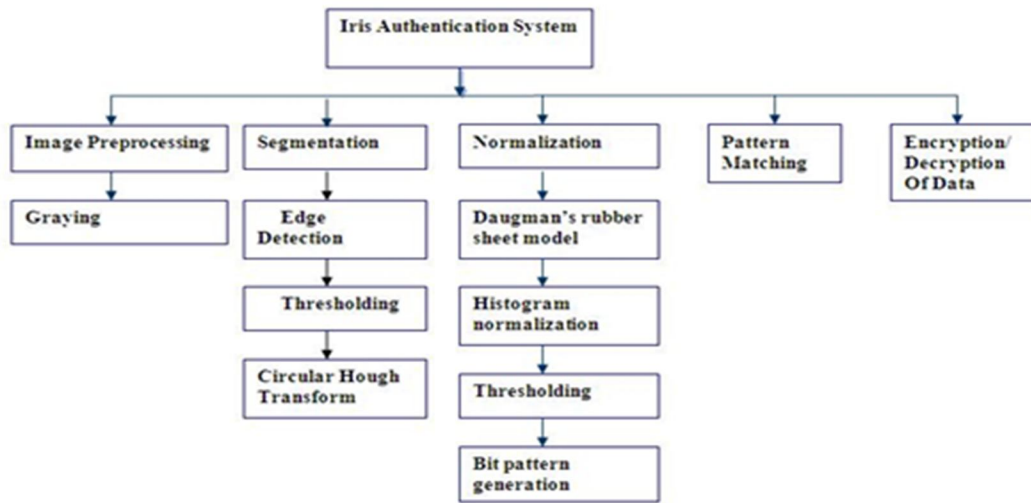 Iris Authentication System
Image Preprocessing
Segmentation
Normalization
Pattern
Matching
Encryption/
Decryption
Of Data
Graying
Edge
Detection
Daugman's rubber
sheet model
Thresholding
Histogram
normalization
Circular Hough
Transform
Thresholding
Bit pattern
generation